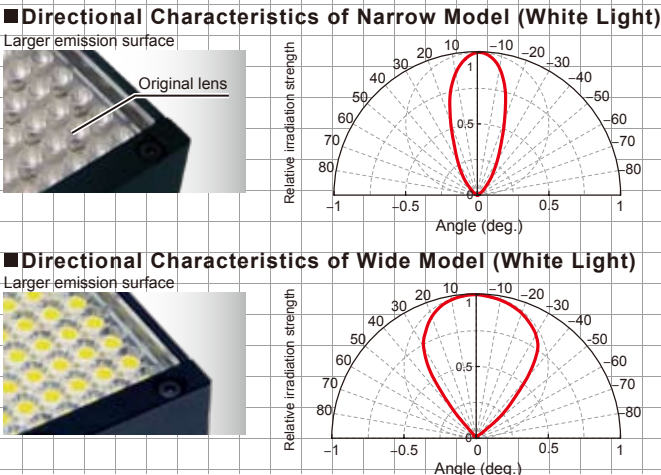 ■Directional Characteristics of Narrow Model (White Light)
Larger emission surface
Original lens
Relative irradiation strength
80 70 60 50 40 30 20 10 −10 −20 −30 −40 −50 −60 −70 −80
1
0.5
0
−1 −0.5 0 0.5 1
Angle (deg.)
■Directional Characteristics of Wide Model (White Light)
Larger emission surface
Relative irradiation strength
80 70 60 50 40 30 20 10 −10 −20 −30 −40 −50 −60 −70 −80
1
0.5
0
−1 −0.5 0 0.5 1
Angle (deg.)